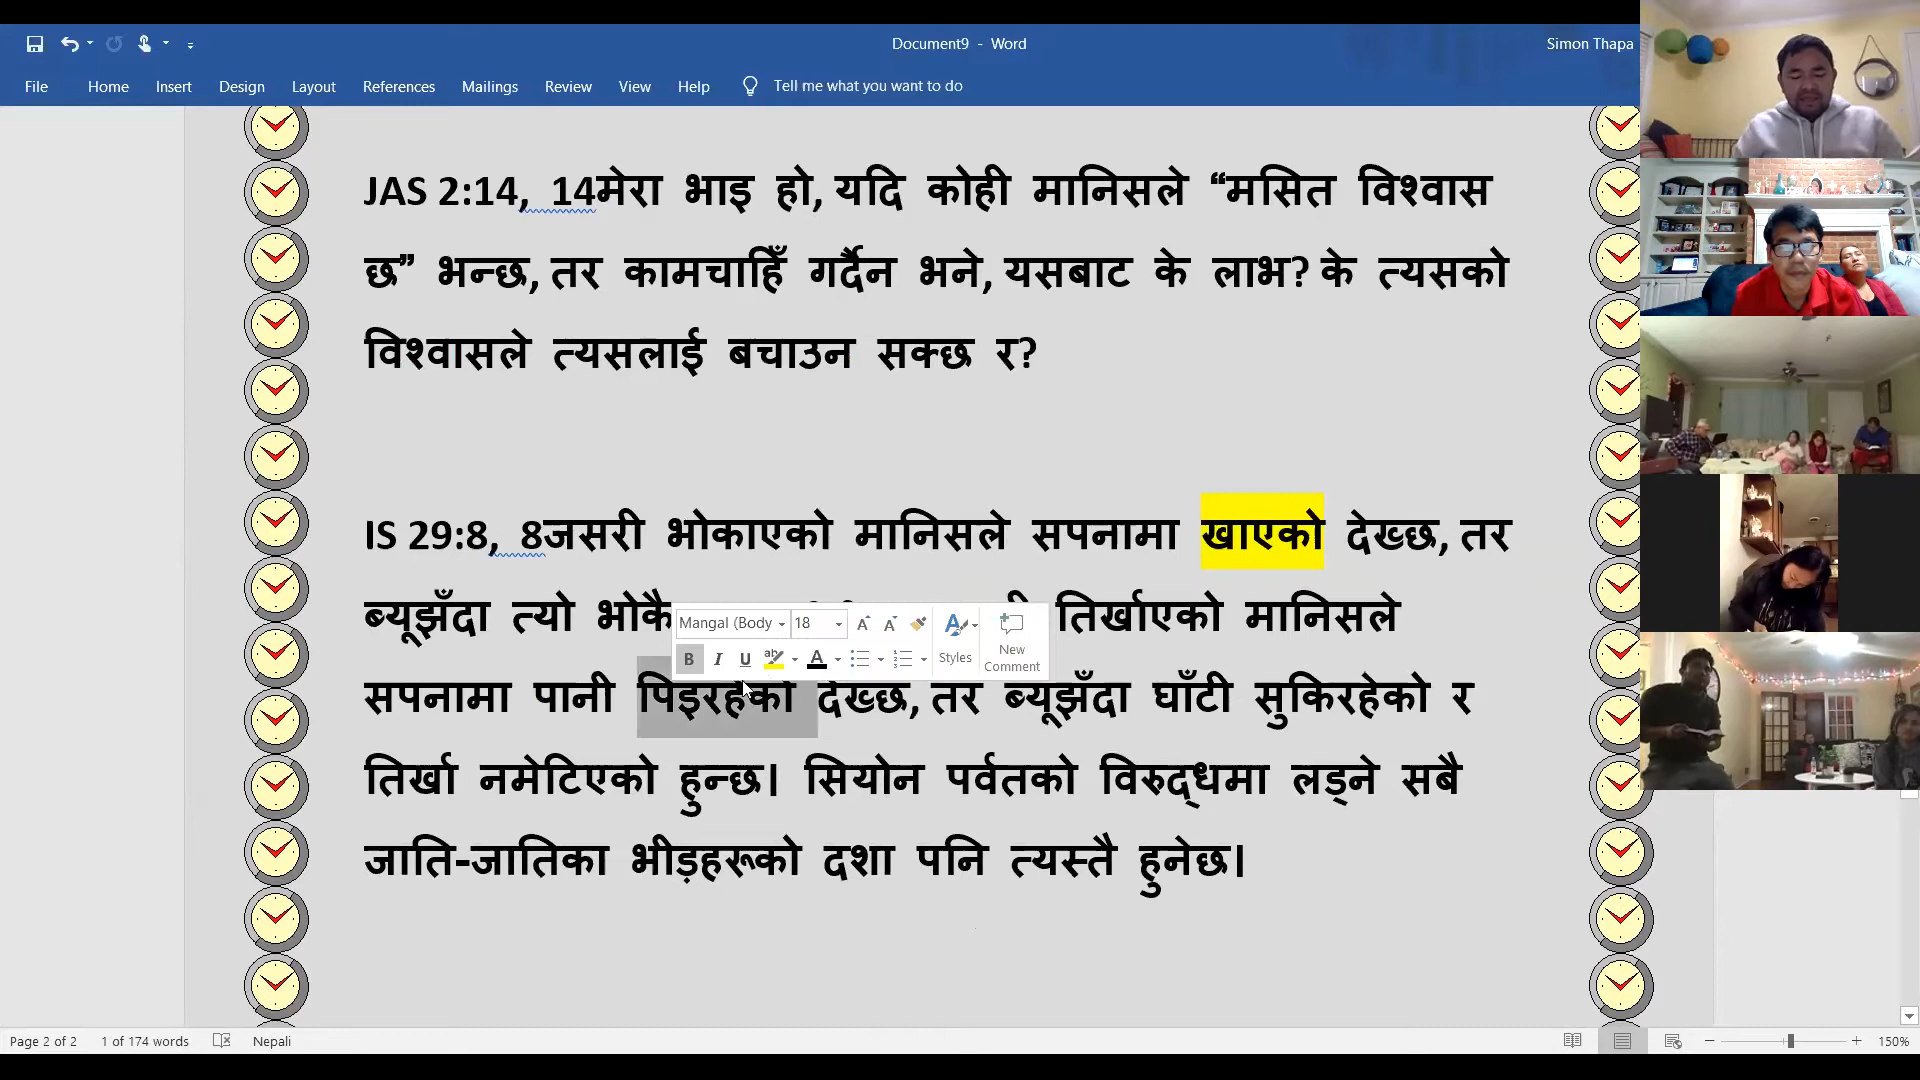 Document9 - Word
Simon Thapa
File Home Insert Design Layout References Mailings Review View Help Tell me what you want to do
JAS 2:14, 14मेरा भाइ हो, यदि कोही मानिसले “मसित विश्वास
छ” भन्छ, तर कामचाहिँ गर्दैन भने, यसबाट के लाभ? के त्यसको
विश्वासले त्यसलाई बचाउन सक्छ र?
IS 29:8, 8जसरी भोकाएको मानिसले सपनामा खाएको देख्छ, तर
ब्यूझँदा त्यो भोकै तिर्खाएको मानिसले
Mangal (Body 18
B I U ab A Styles New Comment
सपनामा पानी पिइरहेको देख्छ, तर ब्यूझँदा घाँटी सुकिरहेको र
तिर्खा नमेटिएको हुन्छ। सियोन पर्वतको विरुद्धमा लड्ने सबै
जाति-जातिका भीड़हरूको दशा पनि त्यस्तै हुनेछ।
Page 2 of 2 1 of 174 words Nepali 150%